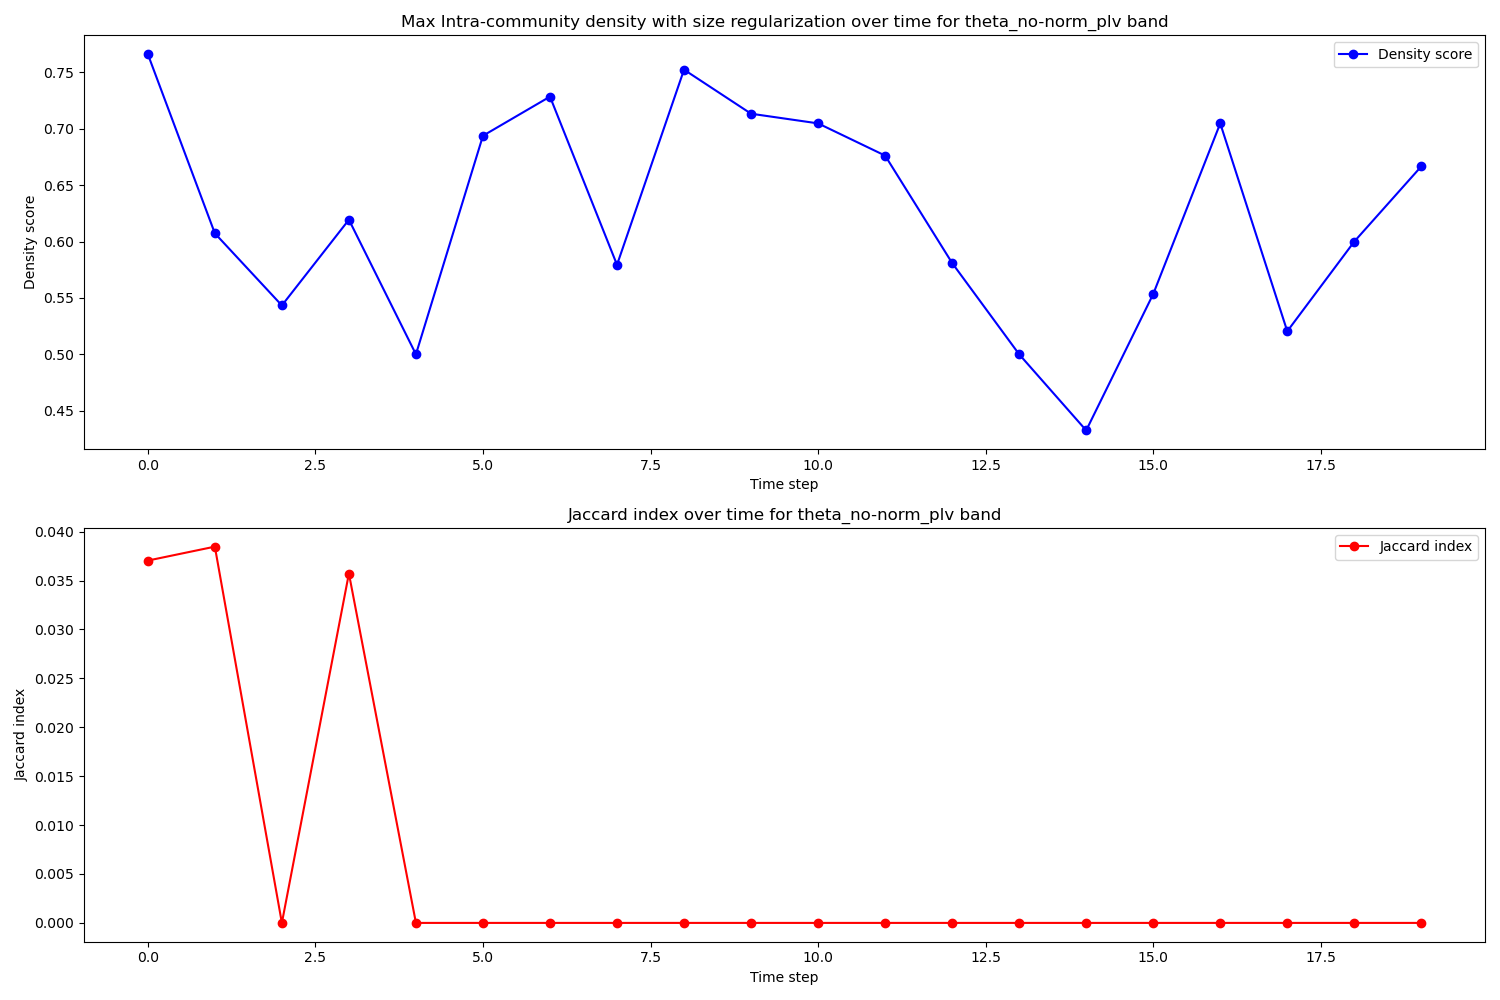 Max Intra-community density with size regularization over time for theta_no-norm_plv band
Density score
0.75
0.70
0.65
0.60
0.55
0.50
0.45
Density score
0.0 2.5 5.0 7.5 10.0 12.5 15.0 17.5
Time step
Jaccard index over time for theta_no-norm_plv band
Jaccard index
0.040
0.035
0.030
0.025
0.020
0.015
0.010
0.005
0.000
Jaccard index
0.0 2.5 5.0 7.5 10.0 12.5 15.0 17.5
Time step